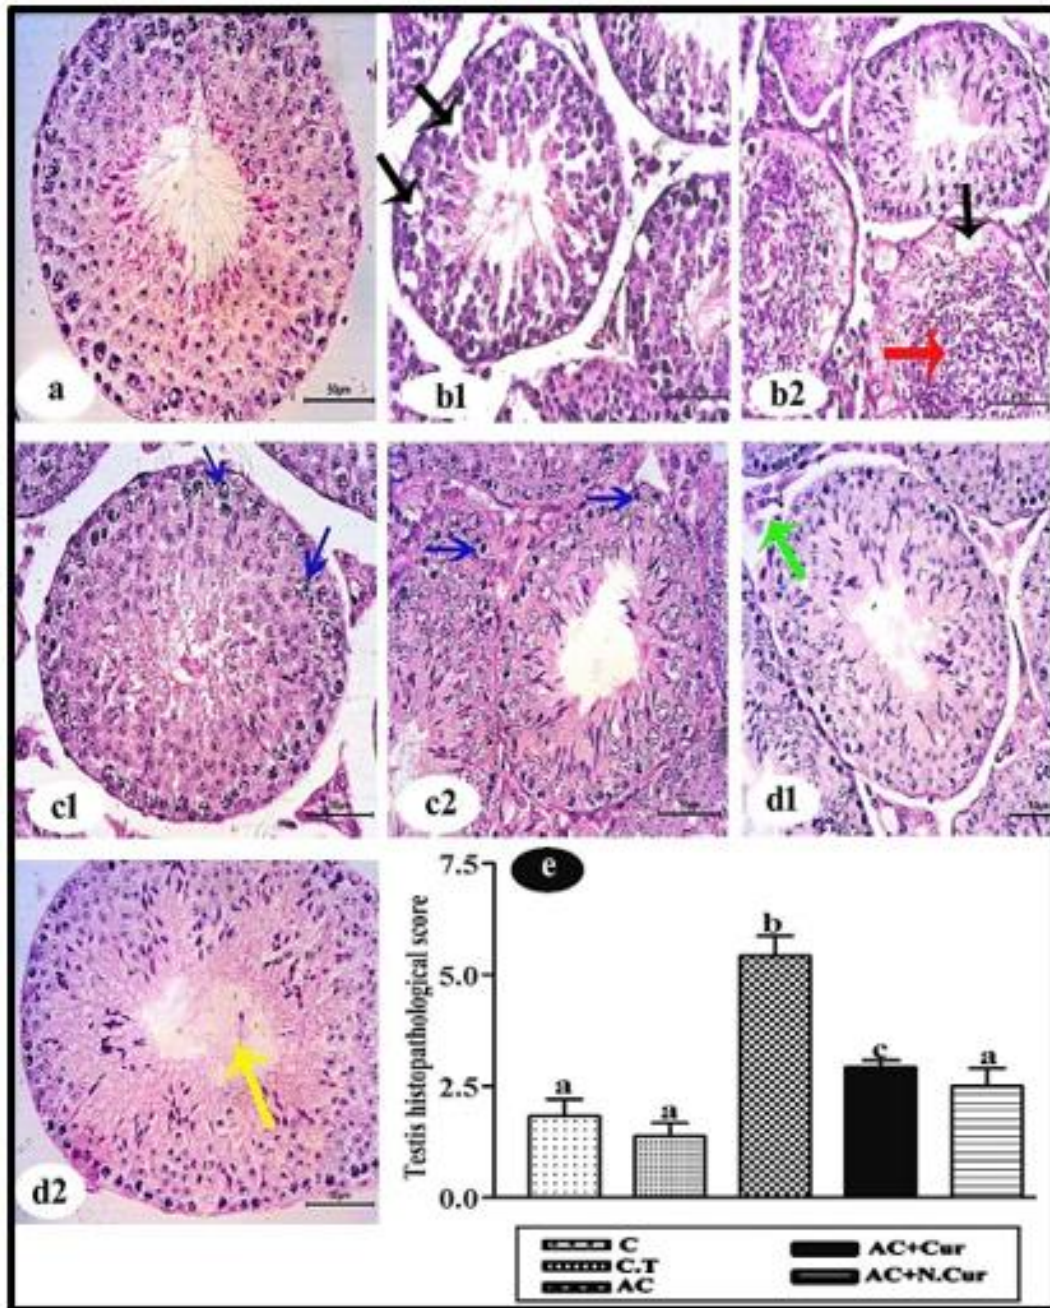 a
50µm
b1
b2
c1
c2
d1
d2
e
Testis histopathological score
7.5
5.0
2.5
0.0
a
a
b
c
a
C
C.T
AC
AC+Cur
AC+N.Cur